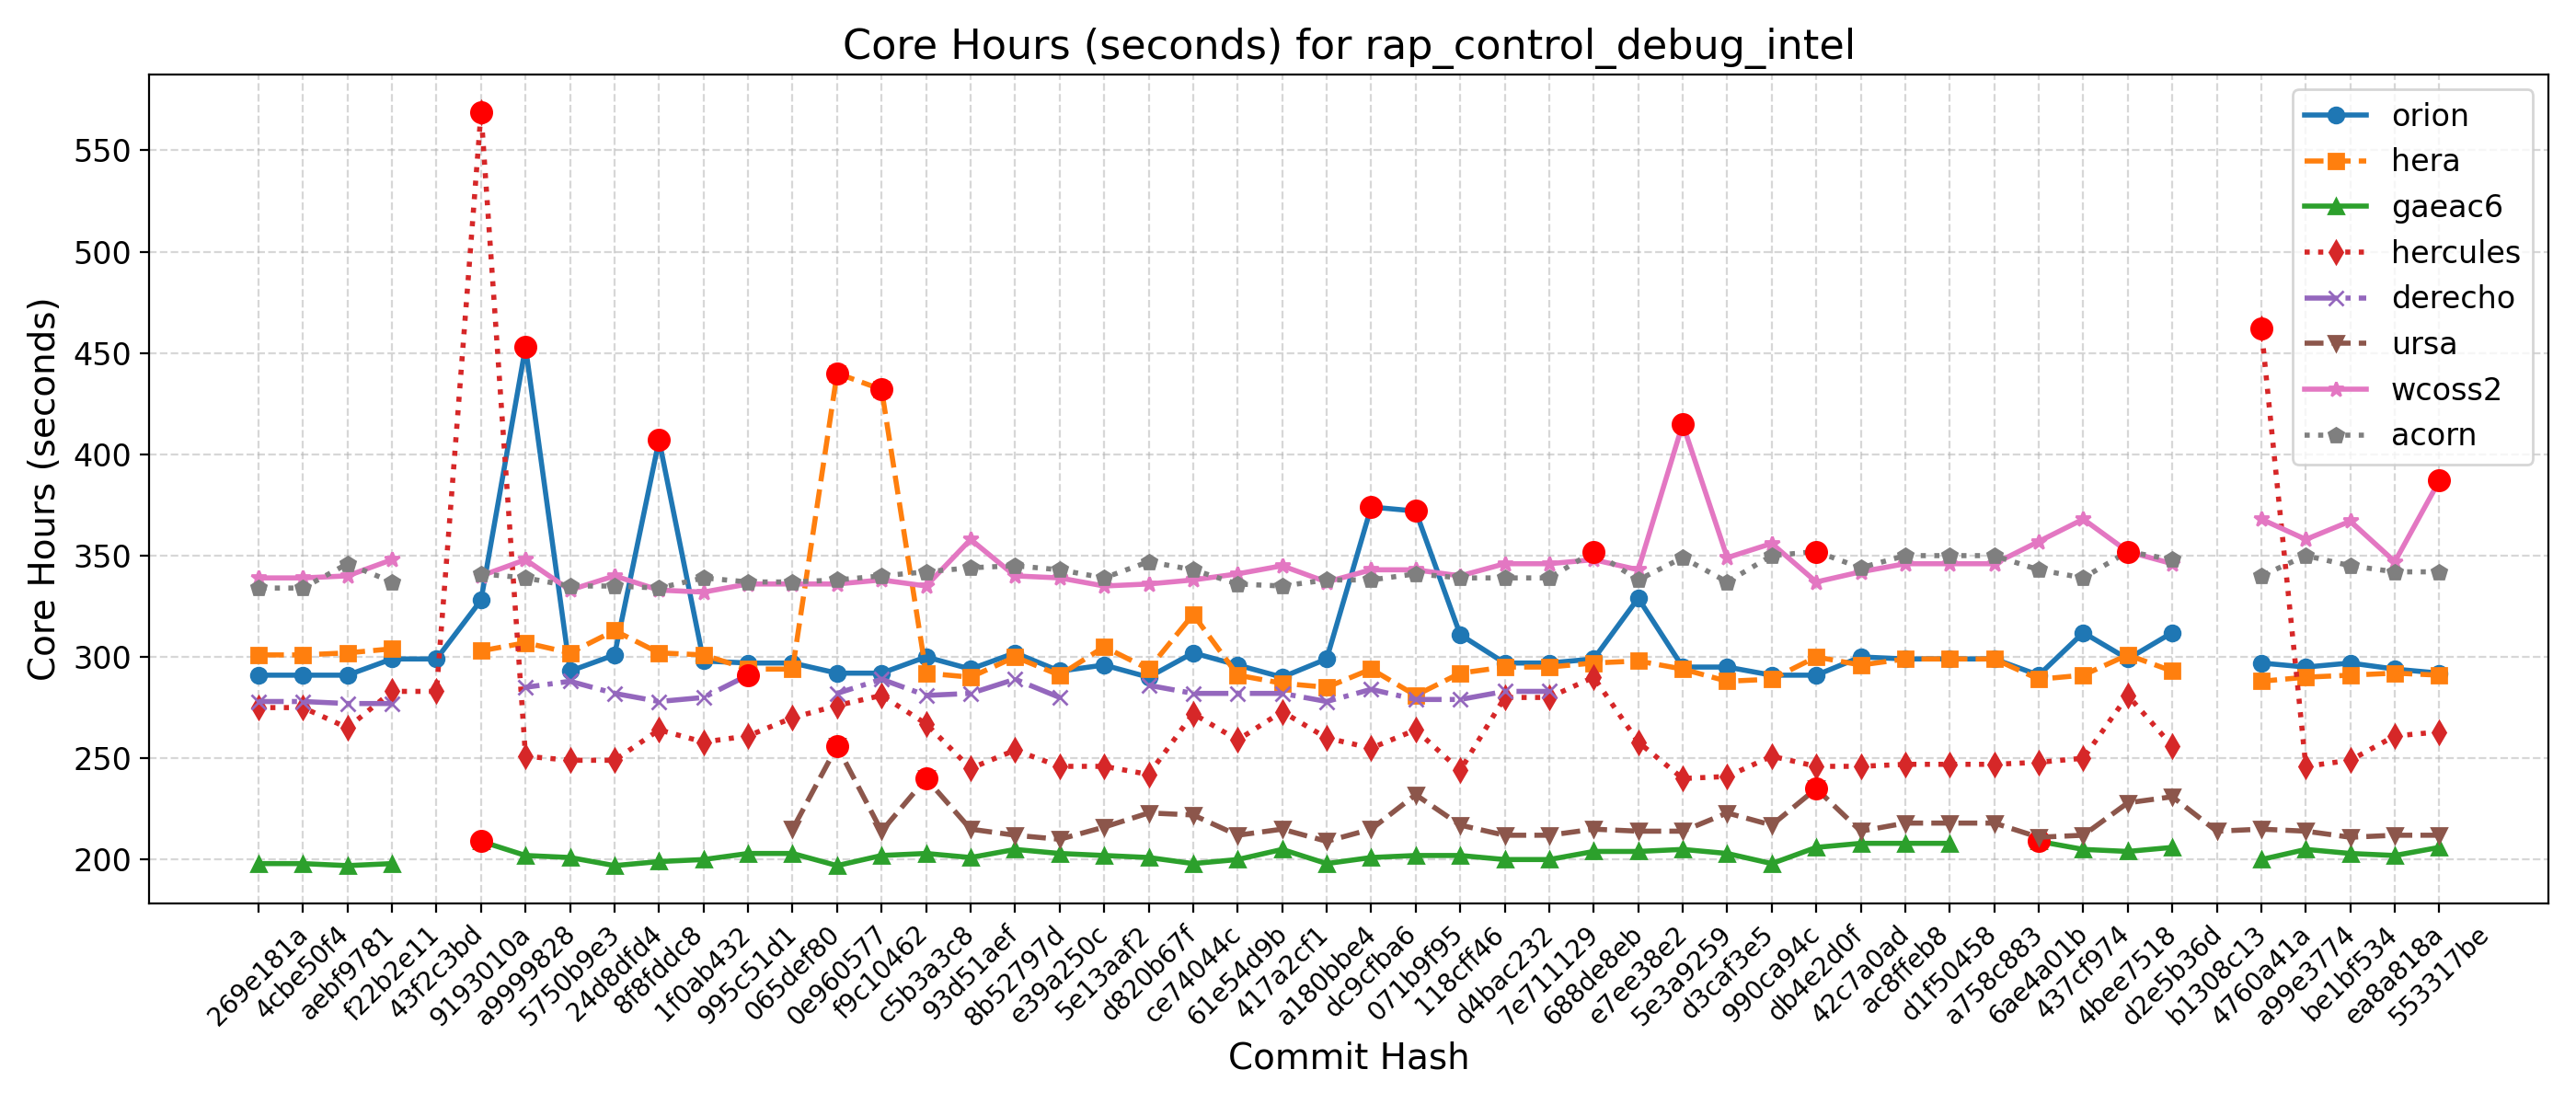 Core Hours (seconds) for rap_control_debug_intel
Core Hours (seconds)
550
500
450
400
350
300
250
200
orion
hera
gaeac6
hercules
derecho
ursa
wcoss2
acorn
269e181a
4cbe50f4
aebf9781
f22b2e11
43f2c3bd
9193010a
a9999828
5750b9e3
24d8dfd4
8f8fddc8
1f0ab432
995c51d1
065def80
0e960577
f9c10462
c5b3a3c8
93d51aef
8b52797d
e39a250c
5e13aaf2
d820b67f
ce74044c
61e54d9b
417a2cf1
a180bbe4
dc9cfba6
071b9f95
118cff46
d4bac232
7e711129
688de8eb
e7ee38e2
5e3a9259
d3caf3e5
990ca94c
db4e2d0f
42c7a0ad
ac8ffeb8
d1f50458
a758c883
6ae4a01b
437cf974
4bee7518
d2e5b36d
b1308c13
4760a41a
a99e3774
be1bf534
ea8a818a
553317be
Commit Hash